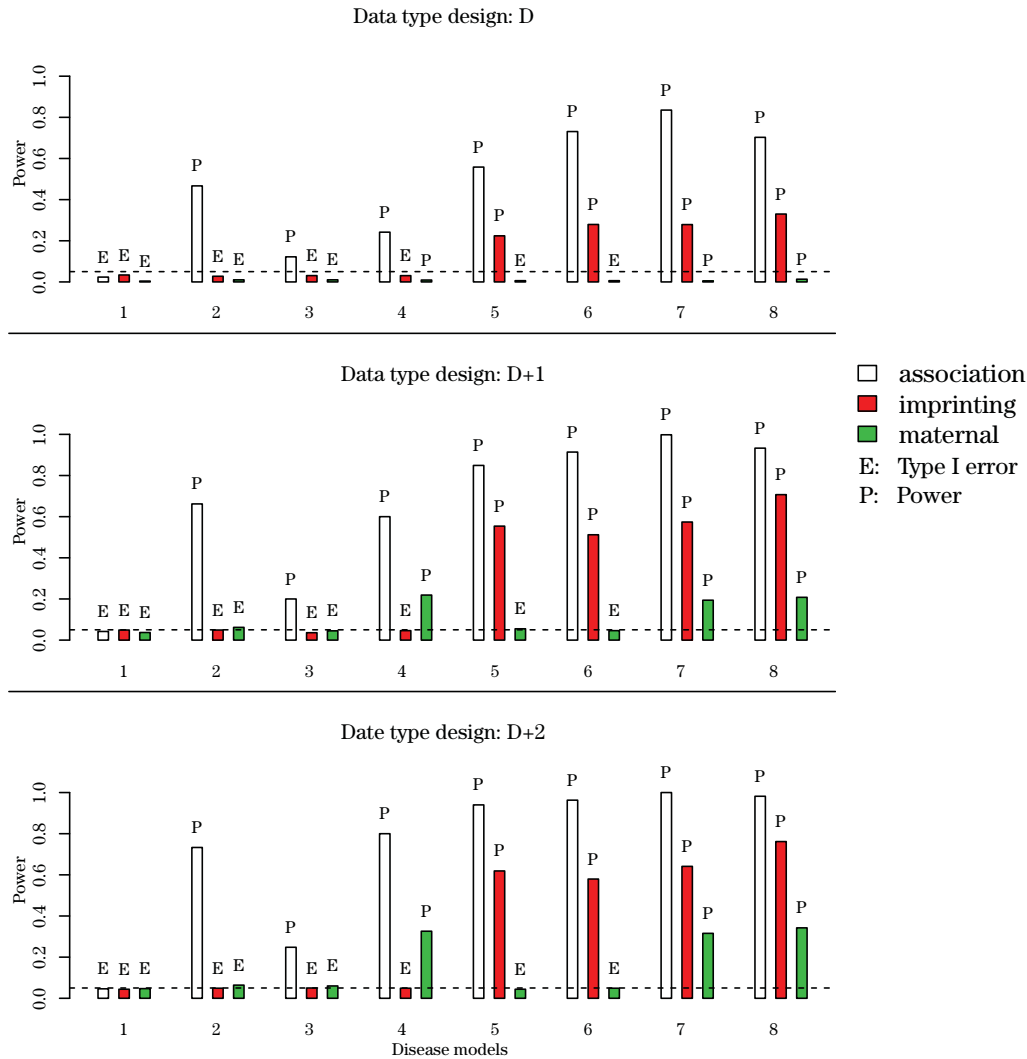 Data type design: D
Power
1.0
0.8
0.6
0.4
0.2
0.0
E E E
P E E
P E E
P E P
P P E
P P E
P P P
P P P
1 2 3 4 5 6 7 8
Data type design: D+1
Power
1.0
0.8
0.6
0.4
0.2
0.0
E E E
P E E
P E E
P E P
P P E
P P E
P P P
P P P
1 2 3 4 5 6 7 8
association
imprinting
maternal
E: Type I error
P: Power
Date type design: D+2
Power
1.0
0.8
0.6
0.4
0.2
0.0
E E E
P E E
P E E
P E P
P P E
P P E
P P P
P P P
1 2 3 4 5 6 7 8
Disease models